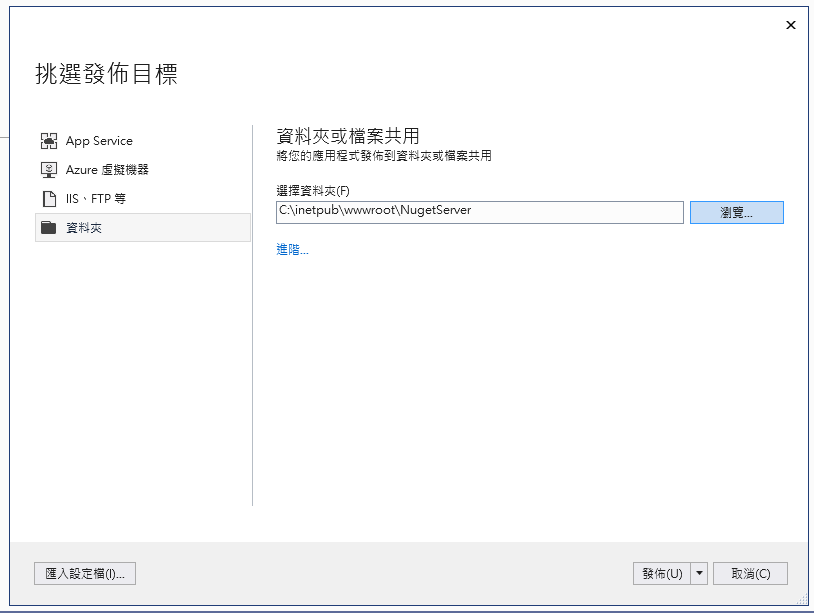 挑選發佈目標
App Service
Azure 虛擬機器
IIS、FTP 等
資料夾
資料夾或檔案共用
將您的應用程式發佈到資料夾或檔案共用
選擇資料夾(F)
C:\inetpub\wwwroot\NugetServer
瀏覽...
進階...
匯入設定檔(I)...
發佈(U)
取消(C)